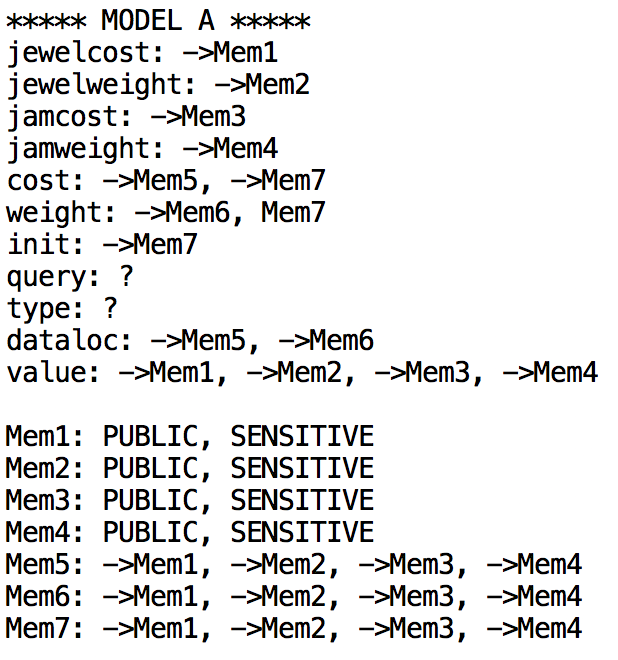 ***** MODEL A *****
jewelcost: ->Mem1
jewelweight: ->Mem2
jamcost: ->Mem3
jamweight: ->Mem4
cost: ->Mem5, ->Mem7
weight: ->Mem6, Mem7
init: ->Mem7
query: ?
type: ?
dataloc: ->Mem5, ->Mem6
value: ->Mem1, ->Mem2, ->Mem3, ->Mem4
Mem1: PUBLIC, SENSITIVE
Mem2: PUBLIC, SENSITIVE
Mem3: PUBLIC, SENSITIVE
Mem4: PUBLIC, SENSITIVE
Mem5: ->Mem1, ->Mem2, ->Mem3, ->Mem4
Mem6: ->Mem1, ->Mem2, ->Mem3, ->Mem4
Mem7: ->Mem1, ->Mem2, ->Mem3, ->Mem4